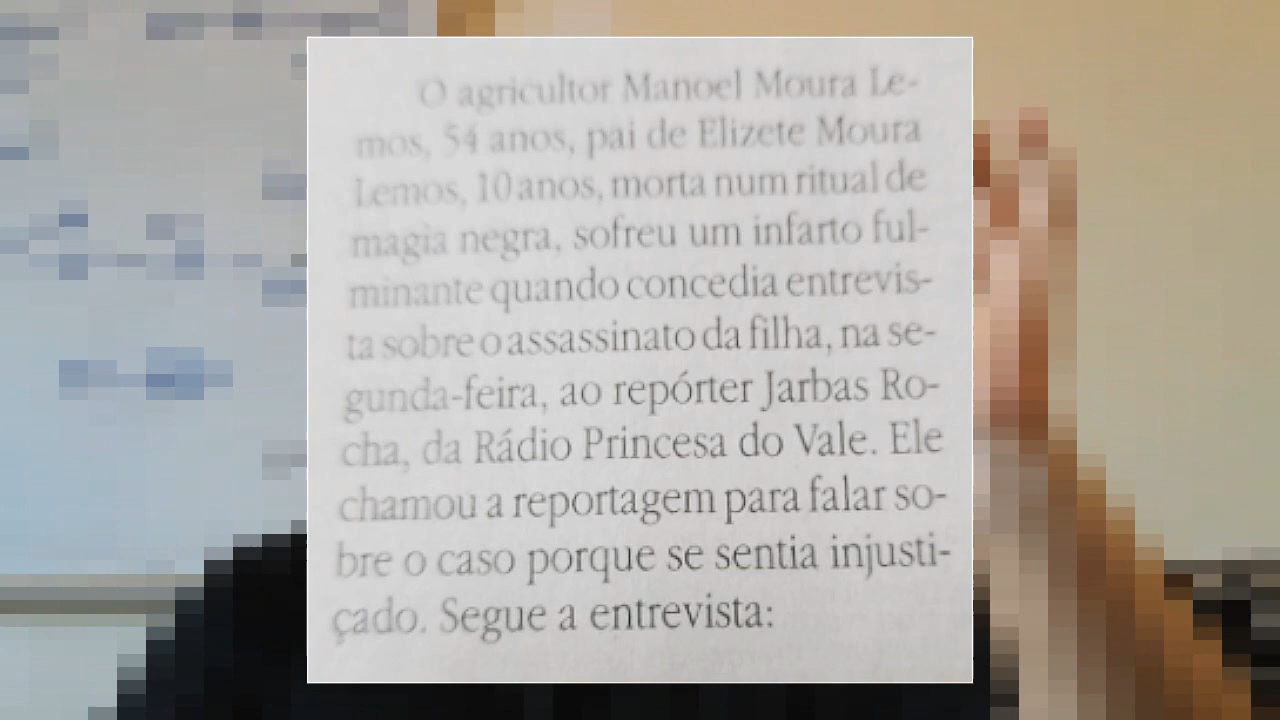 O agricultor Manoel Moura Le-
mos, 54 anos, pai de Elizete Moura
Lemos, 10 anos, morta num ritual de
magia negra, sofreu um infarto ful-
minante quando concedia entrevis-
ta sobre o assassinato da filha, na se-
gunda-feira, ao repórter Jarbas Ro-
cha, da Rádio Princesa do Vale. Ele
chamou a reportagem para falar so-
bre o caso porque se sentia injusti-
çado. Segue a entrevista: